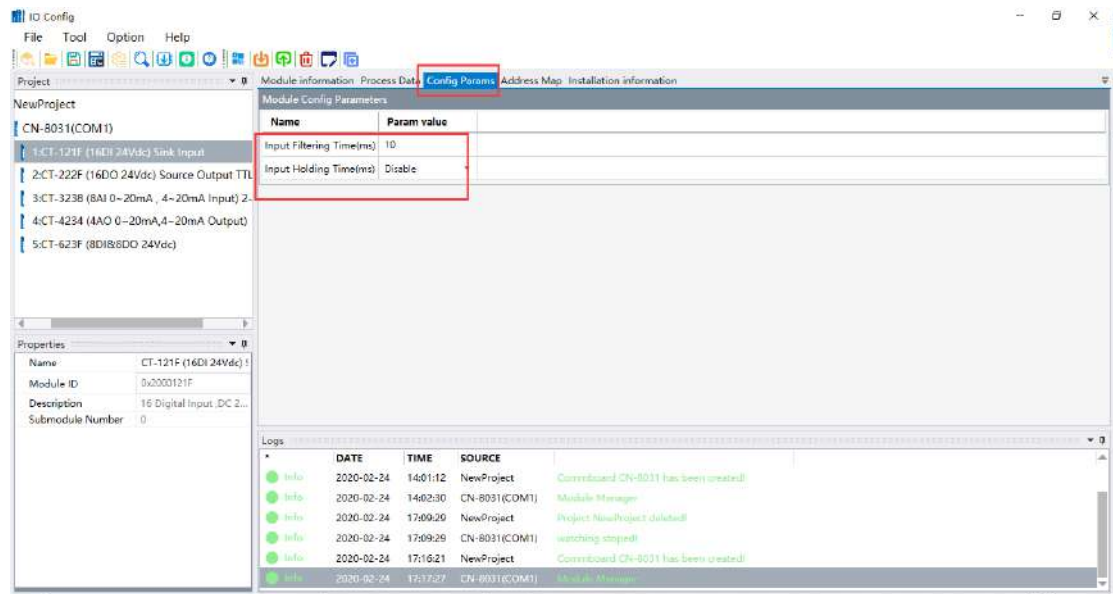 IO Config
File Tool Option Help
Project
Module information Process Data Config Params Address Map Installation information
NewProject
CN-8031(COM1)
1:CT-121F (16DI 24Vdc) Sink Input
2:CT-222F (16DO 24Vdc) Source Output TTL
3:CT-3238 (8AI 0~20mA , 4~20mA Input) 2-
4:CT-4234 (4AO 0~20mA,4~20mA Output)
5:CT-623F (8DI&8DO 24Vdc)
Module Config Parameters
Name Param value
Input Filtering Time(ms) 10
Input Holding Time(ms) Disable
Properties
Name CT-121F (16DI 24Vdc) S
Module ID 0x2000121F
Description 16 Digital Input ,DC 2...
Submodule Number 0
Logs
DATE TIME SOURCE
Info 2020-02-24 14:01:12 NewProject Commboard CN-8031 has been created!
Info 2020-02-24 14:02:30 CN-8031(COM1) Module Manager
Info 2020-02-24 17:09:29 NewProject Project NewProject deleted!
Info 2020-02-24 17:09:29 CN-8031(COM1) watching stoped!
Info 2020-02-24 17:16:21 NewProject Commboard CN-8031 has been created!
Info 2020-02-24 17:17:27 CN-8031(COM1) Module Manager